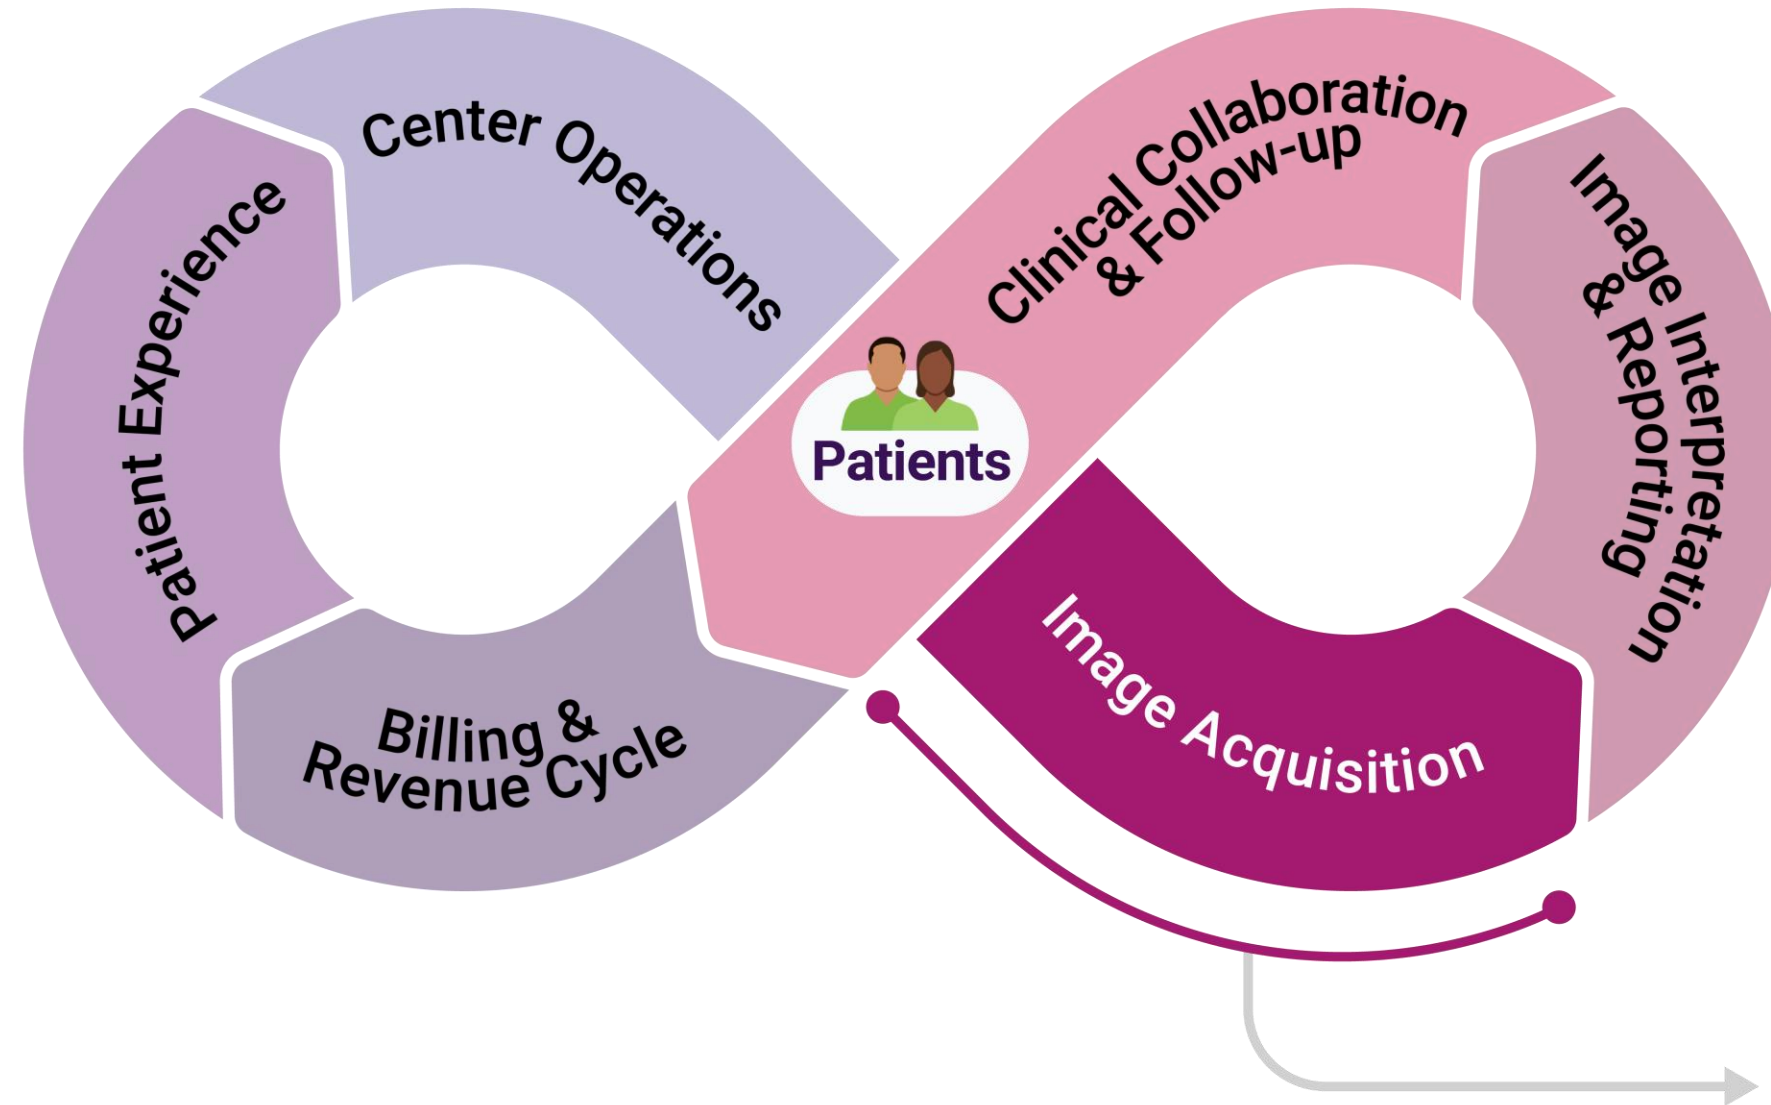 Center Operations
Clinical Collaboration
& Follow-up
Patient Experience
Image Interpretation
& Reporting
Patients
Billing &
Revenue Cycle
Image Acquisition